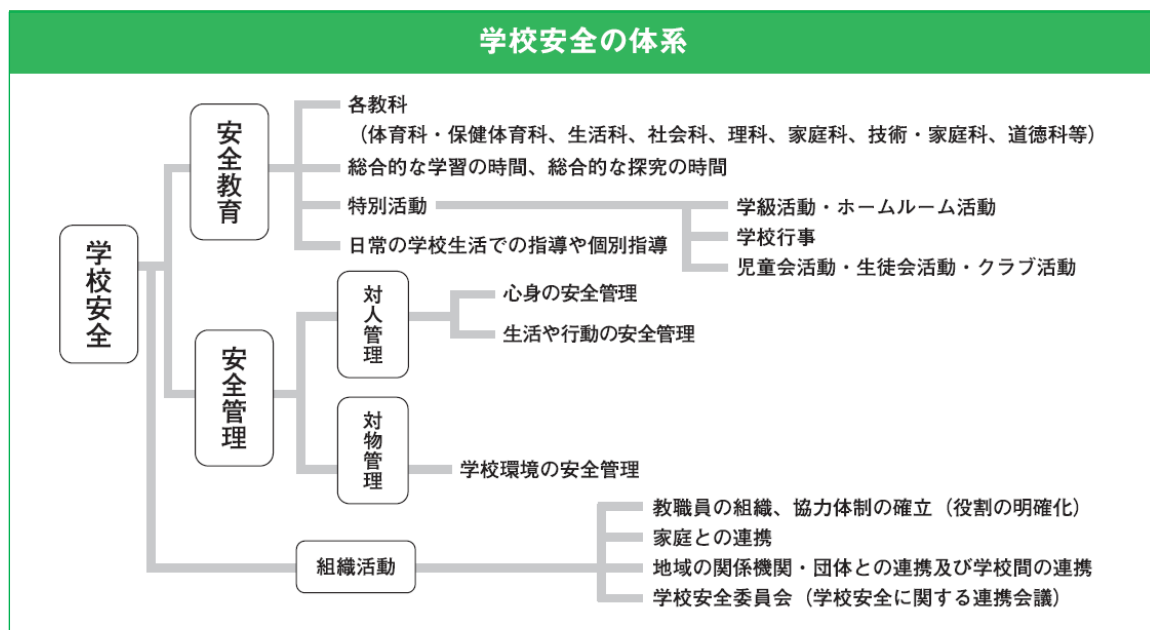 学校安全の体系
学校安全
安全教育
各教科
（体育科・保健体育科、生活科、社会科、理科、家庭科、技術・家庭科、道徳科等）
総合的な学習の時間、総合的な探究の時間
特別活動
学級活動・ホームルーム活動
学校行事
児童会活動・生徒会活動・クラブ活動
日常の学校生活での指導や個別指導
安全管理
対人管理
心身の安全管理
生活や行動の安全管理
対物管理
学校環境の安全管理
組織活動
教職員の組織、協力体制の確立（役割の明確化）
家庭との連携
地域の関係機関・団体との連携及び学校間の連携
学校安全委員会（学校安全に関する連携会議）